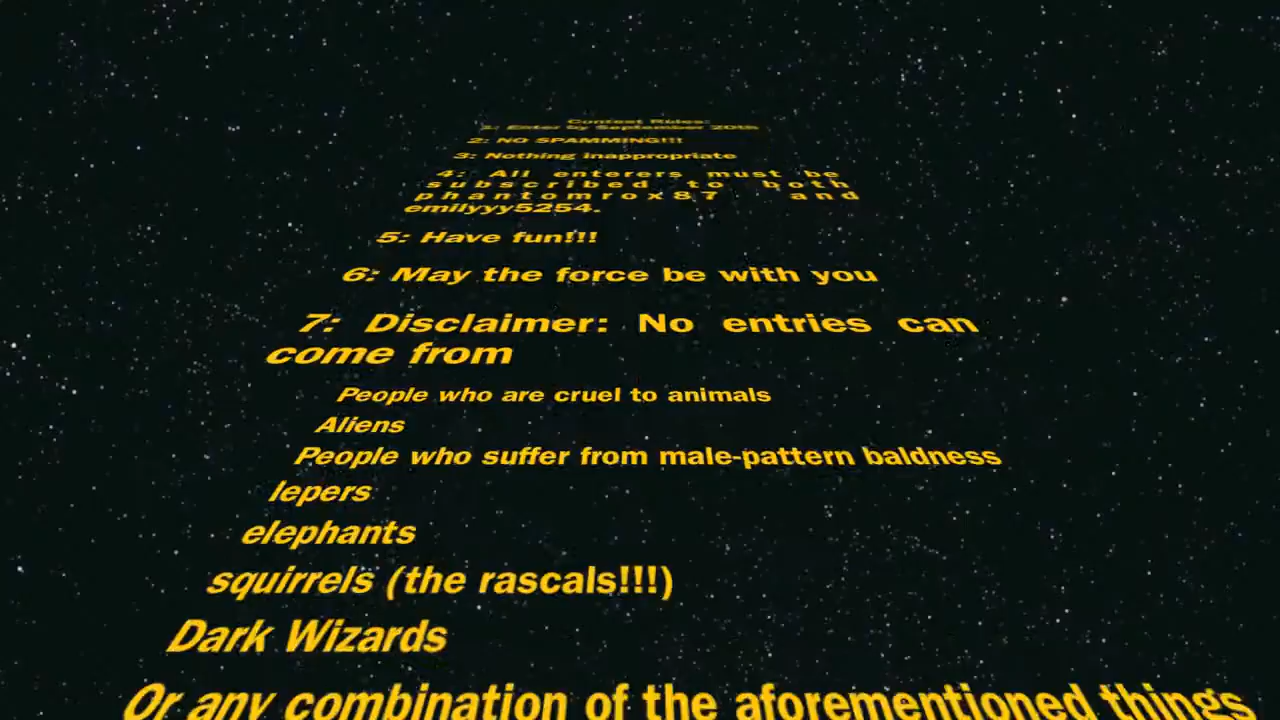 Contest Rules:
1: Enter by September 20th
2: NO SPAMMING!!!
3: Nothing inappropriate
4: All enterers must be
subscribed to both
phantomrox87 and
emilyyy5254.
5: Have fun!!!
6: May the force be with you
7: Disclaimer: No entries can
come from
People who are cruel to animals
Aliens
People who suffer from male-pattern baldness
lepers
elephants
squirrels (the rascals!!!)
Dark Wizards
Or any combination of the aforementioned things